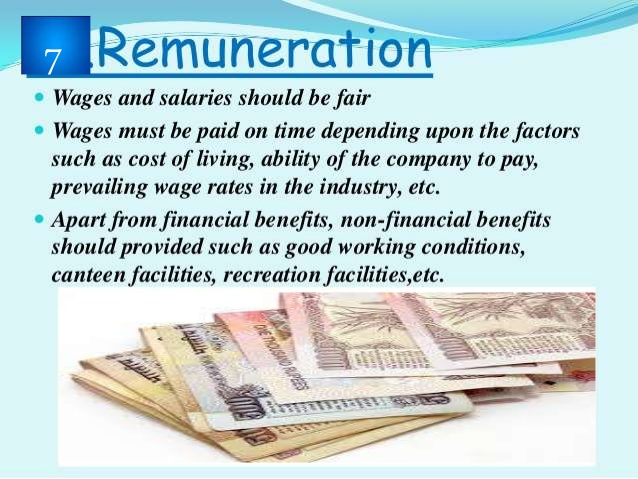 7 .Remuneration
Wages and salaries should be fair
Wages must be paid on time depending upon the factors
such as cost of living, ability of the company to pay,
prevailing wage rates in the industry, etc.
Apart from financial benefits, non-financial benefits
should provided such as good working conditions,
canteen facilities, recreation facilities,etc.
THOUSAND RUPEES